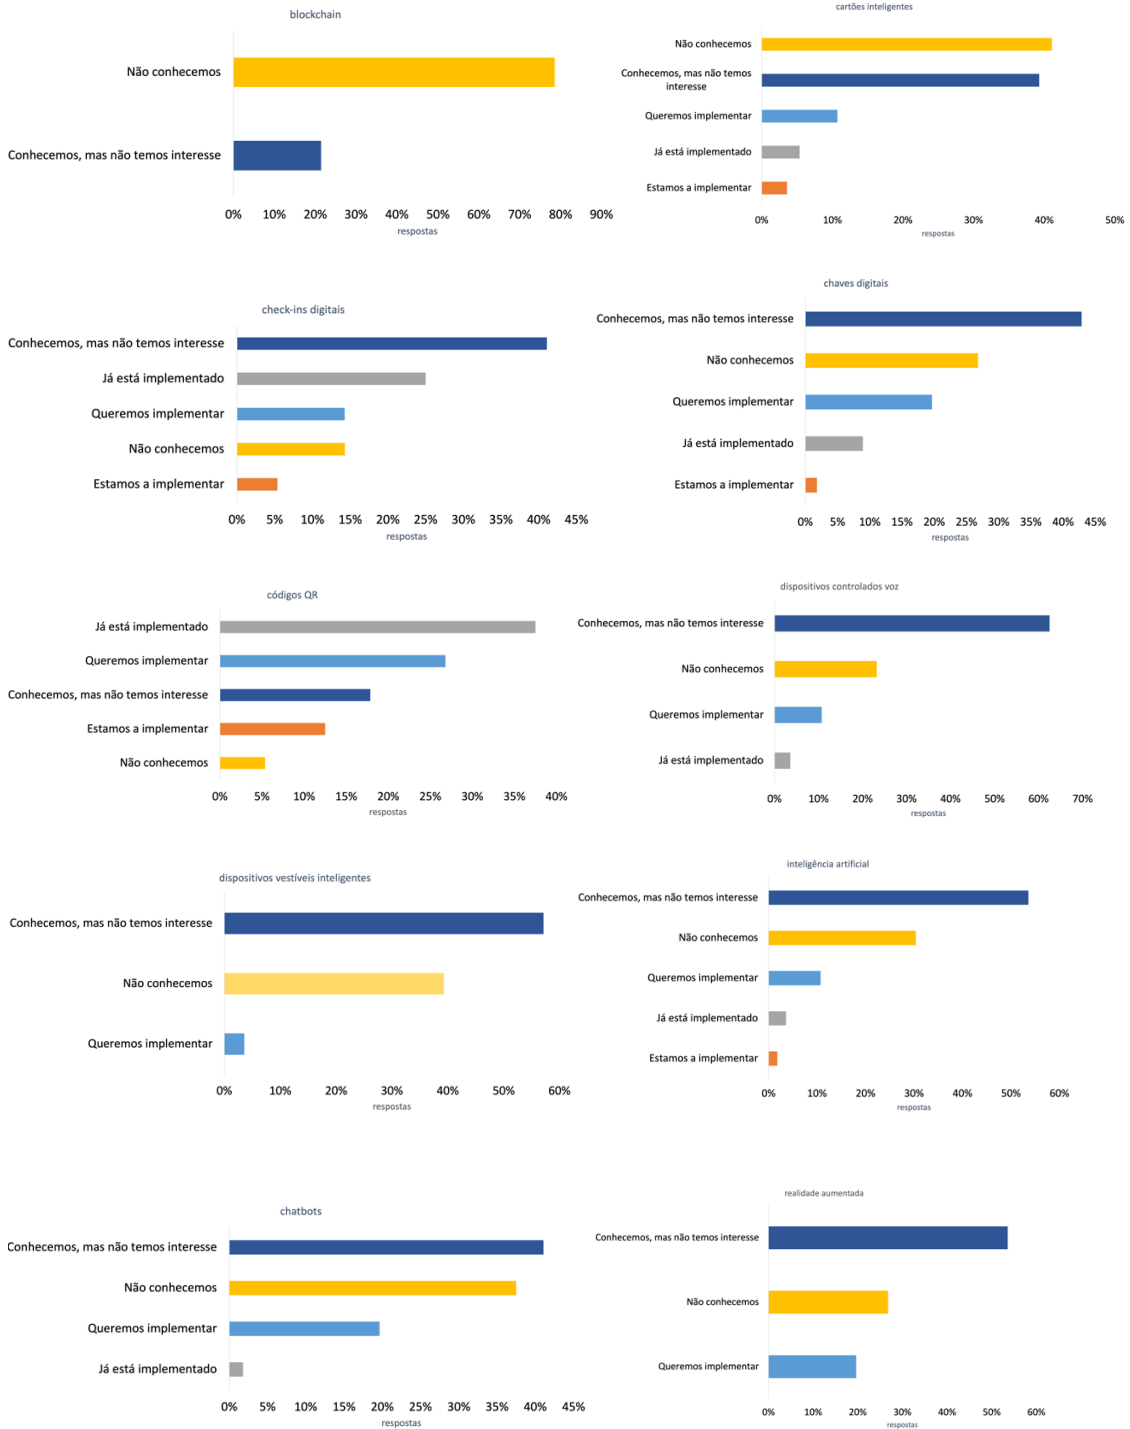 blockchain
Não conhecemos
Conhecemos, mas não temos interesse
0% 10% 20% 30% 40% 50% 60% 70% 80% 90%
respostas
cartões inteligentes
Não conhecemos
Conhecemos, mas não temos
interesse
Queremos implementar
Já está implementado
Estamos a implementar
0% 10% 20% 30% 40% 50%
respostas
check-ins digitais
Conhecemos, mas não temos interesse
Já está implementado
Queremos implementar
Não conhecemos
Estamos a implementar
0% 5% 10% 15% 20% 25% 30% 35% 40% 45%
respostas
chaves digitais
Conhecemos, mas não temos interesse
Não conhecemos
Queremos implementar
Já está implementado
Estamos a implementar
0% 5% 10% 15% 20% 25% 30% 35% 40% 45%
respostas
códigos QR
Já está implementado
Queremos implementar
Conhecemos, mas não temos interesse
Estamos a implementar
Não conhecemos
0% 5% 10% 15% 20% 25% 30% 35% 40%
respostas
dispositivos controlados voz
Conhecemos, mas não temos interesse
Não conhecemos
Queremos implementar
Já está implementado
0% 10% 20% 30% 40% 50% 60% 70%
respostas
dispositivos vestíveis inteligentes
Conhecemos, mas não temos interesse
Não conhecemos
Queremos implementar
0% 10% 20% 30% 40% 50% 60%
respostas
inteligência artificial
Conhecemos, mas não temos interesse
Não conhecemos
Queremos implementar
Já está implementado
Estamos a implementar
0% 10% 20% 30% 40% 50% 60%
respostas
chatbots
Conhecemos, mas não temos interesse
Não conhecemos
Queremos implementar
Já está implementado
0% 5% 10% 15% 20% 25% 30% 35% 40% 45%
respostas
realidade aumentada
Conhecemos, mas não temos interesse
Não conhecemos
Queremos implementar
0% 10% 20% 30% 40% 50% 60%
respostas